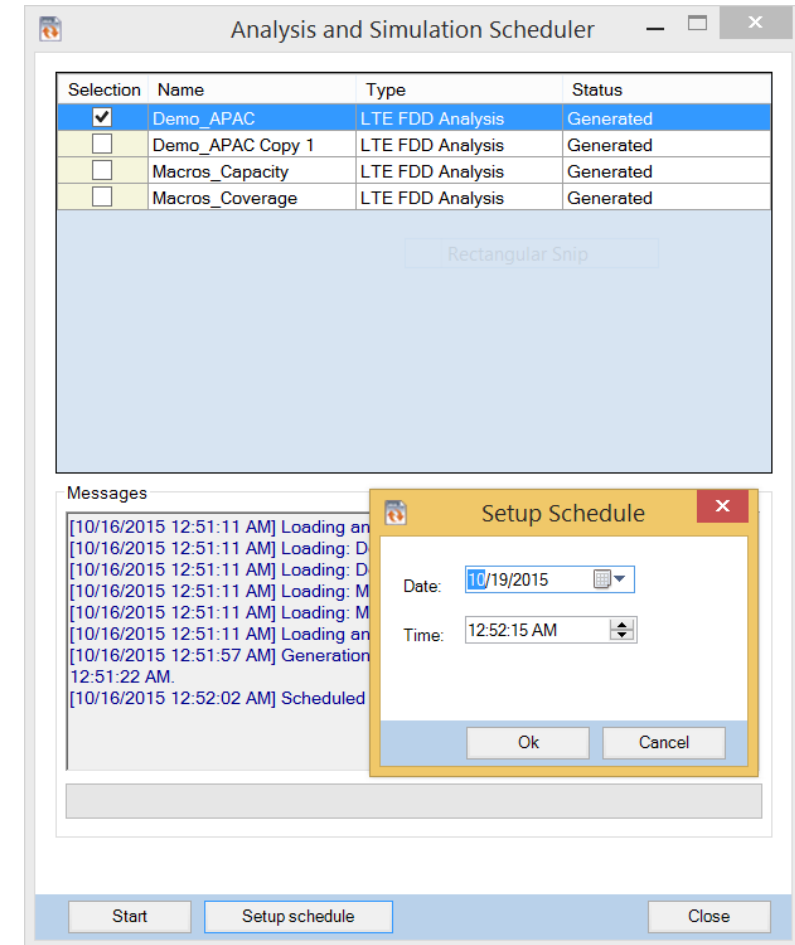 Analysis and Simulation Scheduler
Selection Name Type Status
Demo_APAC LTE FDD Analysis Generated
Demo_APAC Copy 1 LTE FDD Analysis Generated
Macros_Capacity LTE FDD Analysis Generated
Macros_Coverage LTE FDD Analysis Generated
Rectangular Snip
Messages
[10/16/2015 12:51:11 AM] Loading an
[10/16/2015 12:51:11 AM] Loading: D
[10/16/2015 12:51:11 AM] Loading: D
[10/16/2015 12:51:11 AM] Loading: M
[10/16/2015 12:51:11 AM] Loading: M
[10/16/2015 12:51:11 AM] Loading an
[10/16/2015 12:51:57 AM] Generation
12:51:22 AM.
[10/16/2015 12:52:02 AM] Scheduled
Setup Schedule
Date: 10/19/2015
Time: 12:52:15 AM
Ok Cancel
Start Setup schedule Close